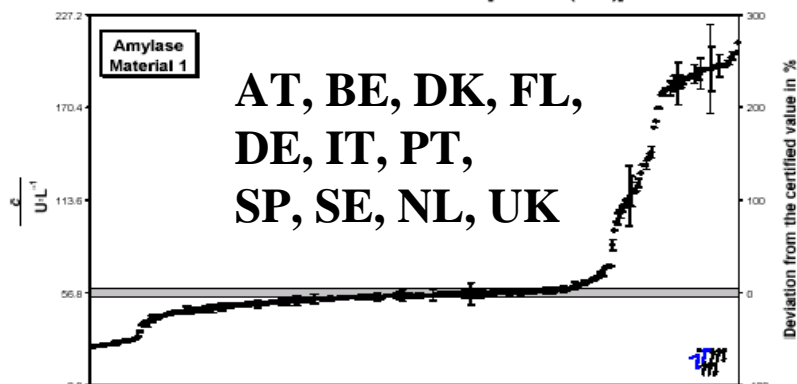 227.2
300
Amylase
Material 1
AT, BE, DK, FL,
DE, IT, PT,
SP, SE, NL, UK
170.4
200
c
U·L⁻¹
113.6
100
56.8
0
Deviation from the certified value in %